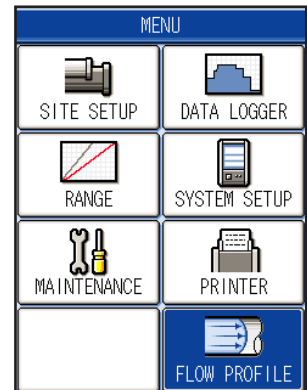 MENU
SITE SETUP
DATA LOGGER
RANGE
SYSTEM SETUP
MAINTENANCE
PRINTER
FLOW PROFILE